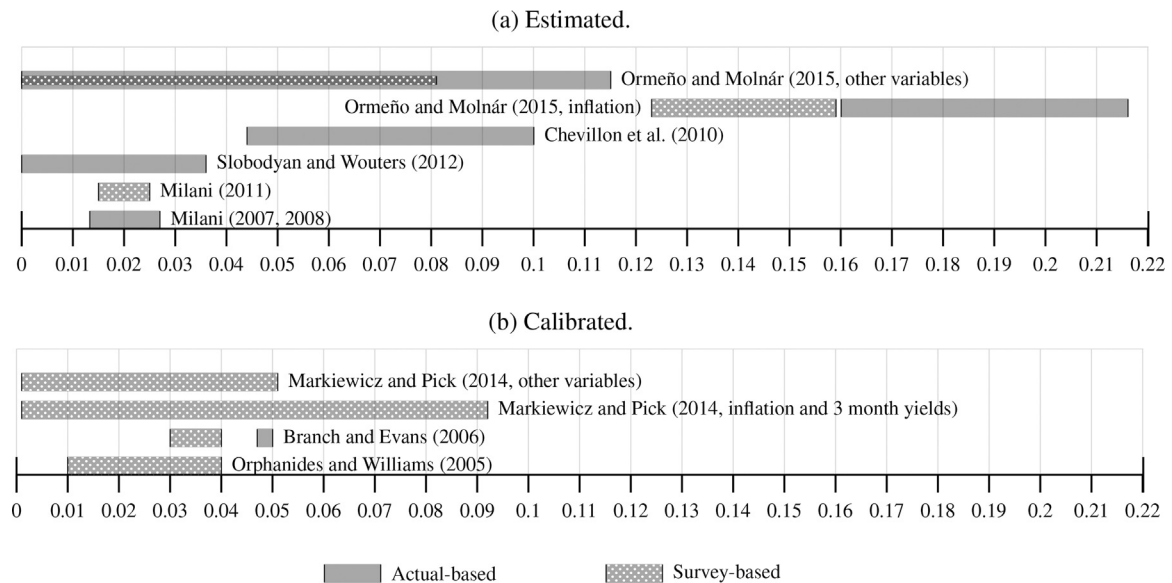 (a) Estimated.
Ormeño and Molnár (2015, other variables)
Ormeño and Molnár (2015, inflation)
Chevillon et al. (2010)
Slobodyan and Wouters (2012)
Milani (2011)
Milani (2007, 2008)
0 0.01 0.02 0.03 0.04 0.05 0.06 0.07 0.08 0.09 0.1 0.11 0.12 0.13 0.14 0.15 0.16 0.17 0.18 0.19 0.2 0.21 0.22
(b) Calibrated.
Markiewicz and Pick (2014, other variables)
Markiewicz and Pick (2014, inflation and 3 month yields)
Branch and Evans (2006)
Orphanides and Williams (2005)
0 0.01 0.02 0.03 0.04 0.05 0.06 0.07 0.08 0.09 0.1 0.11 0.12 0.13 0.14 0.15 0.16 0.17 0.18 0.19 0.2 0.21 0.22
Actual-based Survey-based